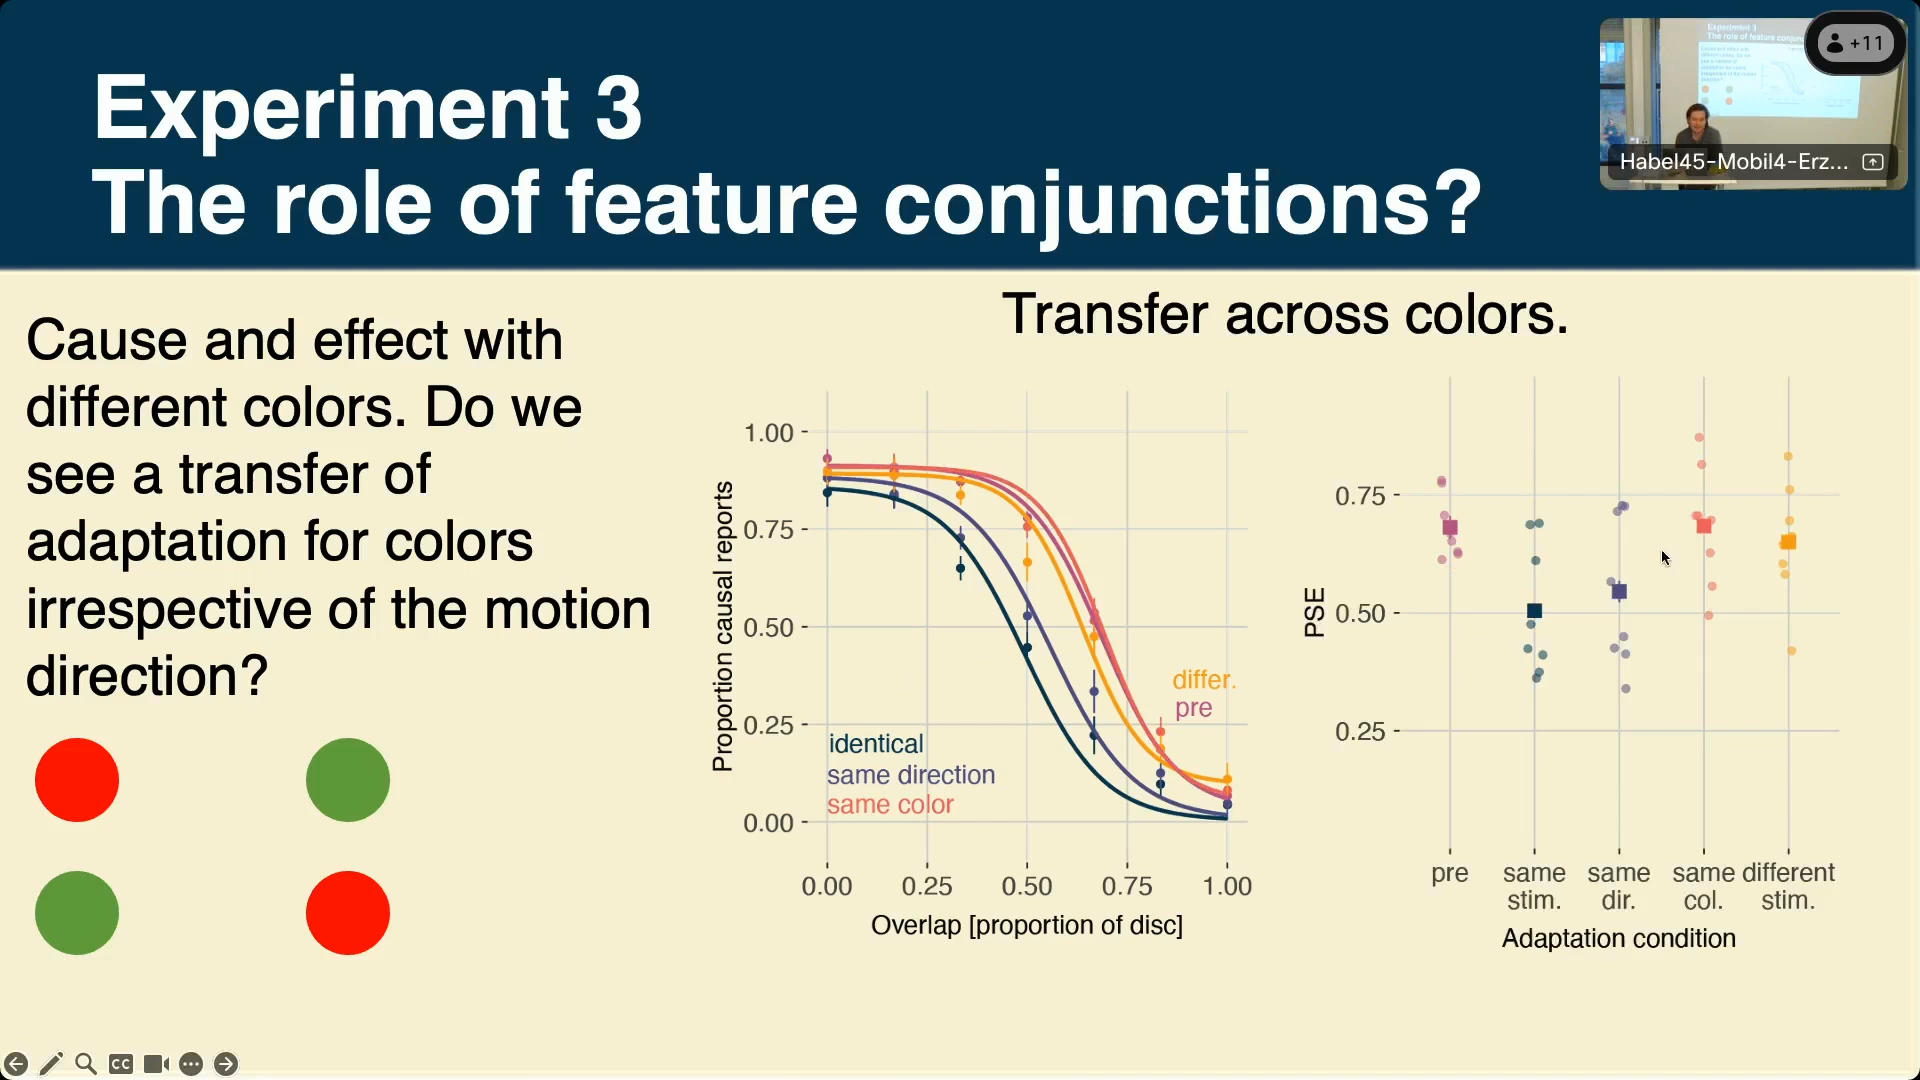 Experiment 3
The role of feature conjunctions?
+11
Habel45-Mobil4-Erz...
Cause and effect with
different colors. Do we
see a transfer of
adaptation for colors
irrespective of the motion
direction?
Transfer across colors.
Proportion causal reports
1.00
0.75
0.50
0.25
0.00
differ.
pre
identical
same direction
same color
0.00 0.25 0.50 0.75 1.00
Overlap [proportion of disc]
PSE
0.75
0.50
0.25
pre same same same different
stim. dir. col. stim.
Adaptation condition
CC